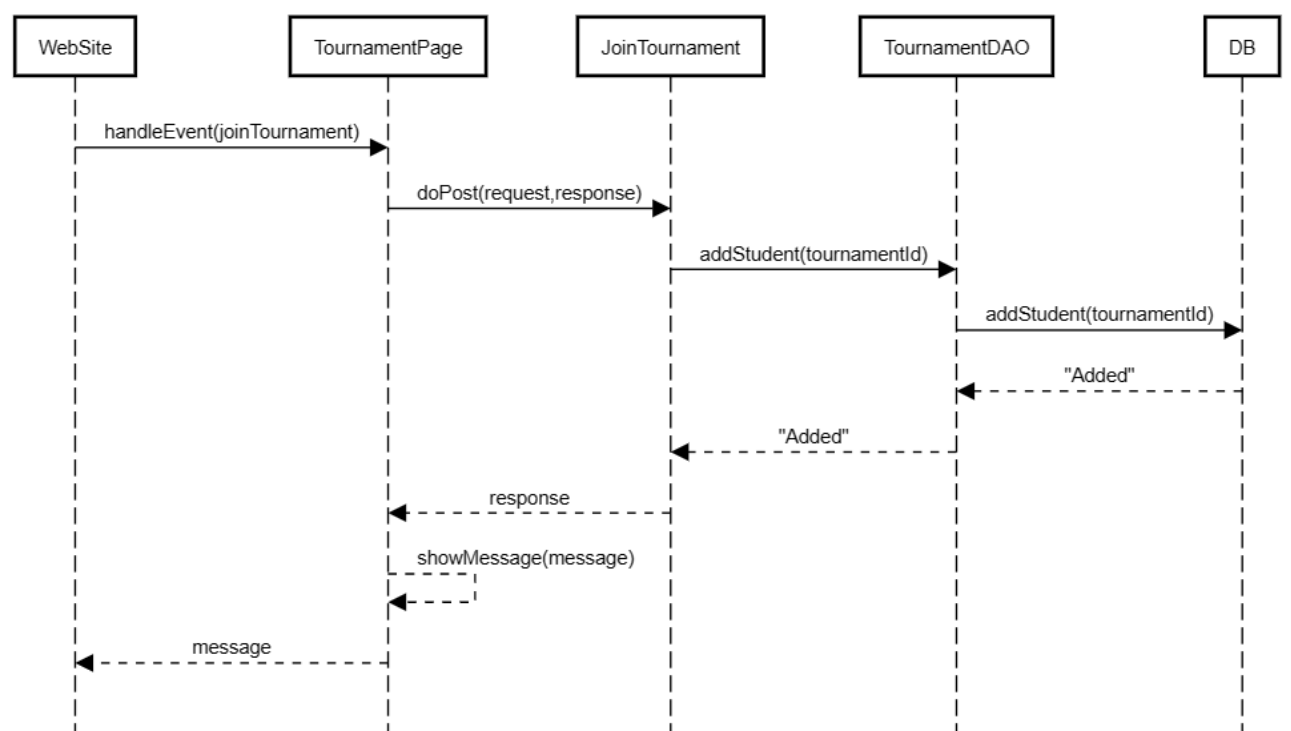 WebSite
TournamentPage
JoinTournament
TournamentDAO
DB
handleEvent(joinTournament)
doPost(request,response)
addStudent(tournamentId)
addStudent(tournamentId)
"Added"
"Added"
response
showMessage(message)
message